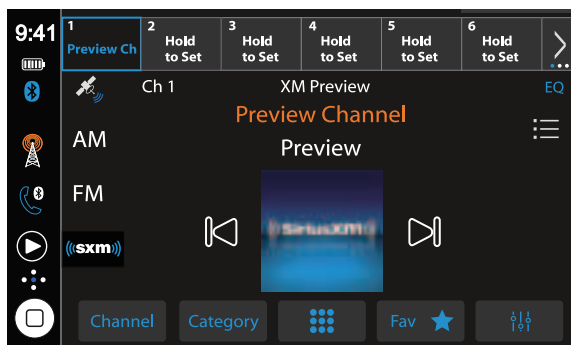 9:41
1
Preview Ch
2
Hold
to Set
3
Hold
to Set
4
Hold
to Set
5
Hold
to Set
6
Hold
to Set
Ch 1
XM Preview
EQ
Preview Channel
Preview
AM
FM
((sxm))
((SiriusXM))
Channel
Category
Fav